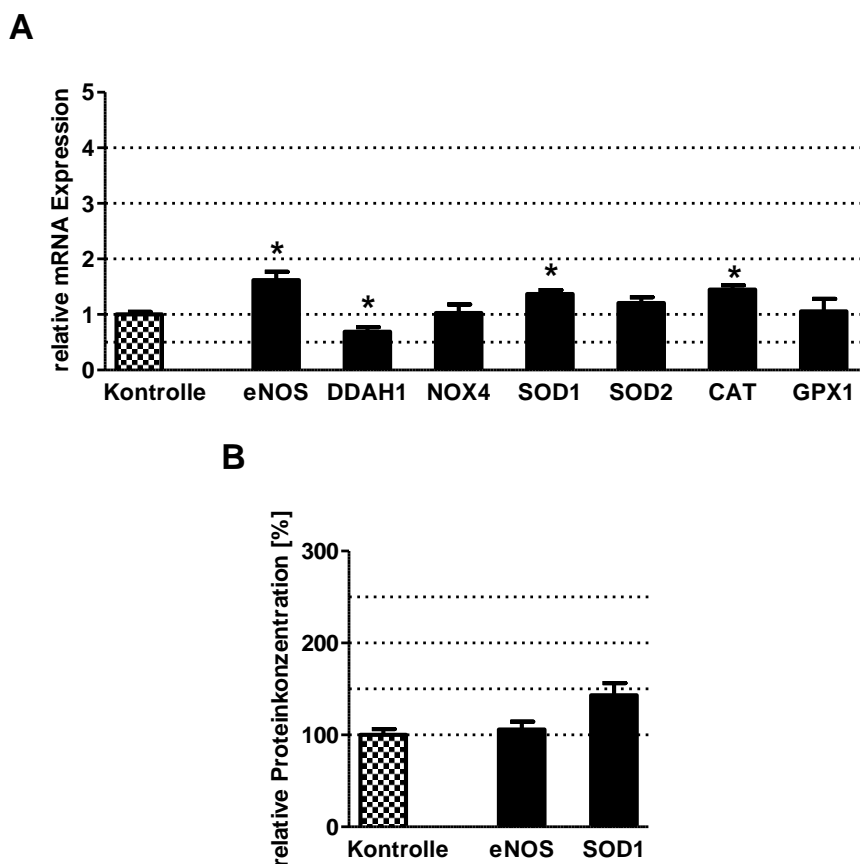 A
relative mRNA Expression
5
4
3
2
1
0
*
*
*
*
Kontrolle eNOS DDAH1 NOX4 SOD1 SOD2 CAT GPX1
B
relative Proteinkonzentration [%]
300
200
100
0
Kontrolle eNOS SOD1